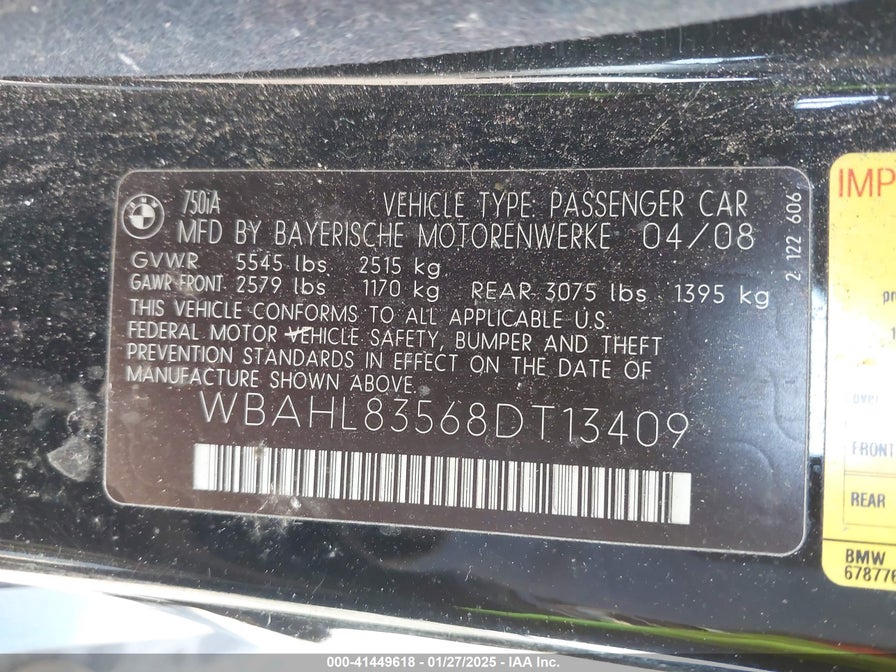 BMW
750iA
VEHICLE TYPE: PASSENGER CAR
MFD BY BAYERISCHE MOTORENWERKE 04/08
GVWR 5545 lbs 2515 kg
GAWR FRONT: 2579 lbs 1170 kg REAR: 3075 lbs 1395 kg
THIS VEHICLE CONFORMS TO ALL APPLICABLE U.S.
FEDERAL MOTOR VEHICLE SAFETY, BUMPER AND THEFT
PREVENTION STANDARDS IN EFFECT ON THE DATE OF
MANUFACTURE SHOWN ABOVE.
WBAHL83568DT13409
2 122 606
IMP
FRONT
REAR
BMW
000-41449618 - 01/27/2025 - IAA Inc.